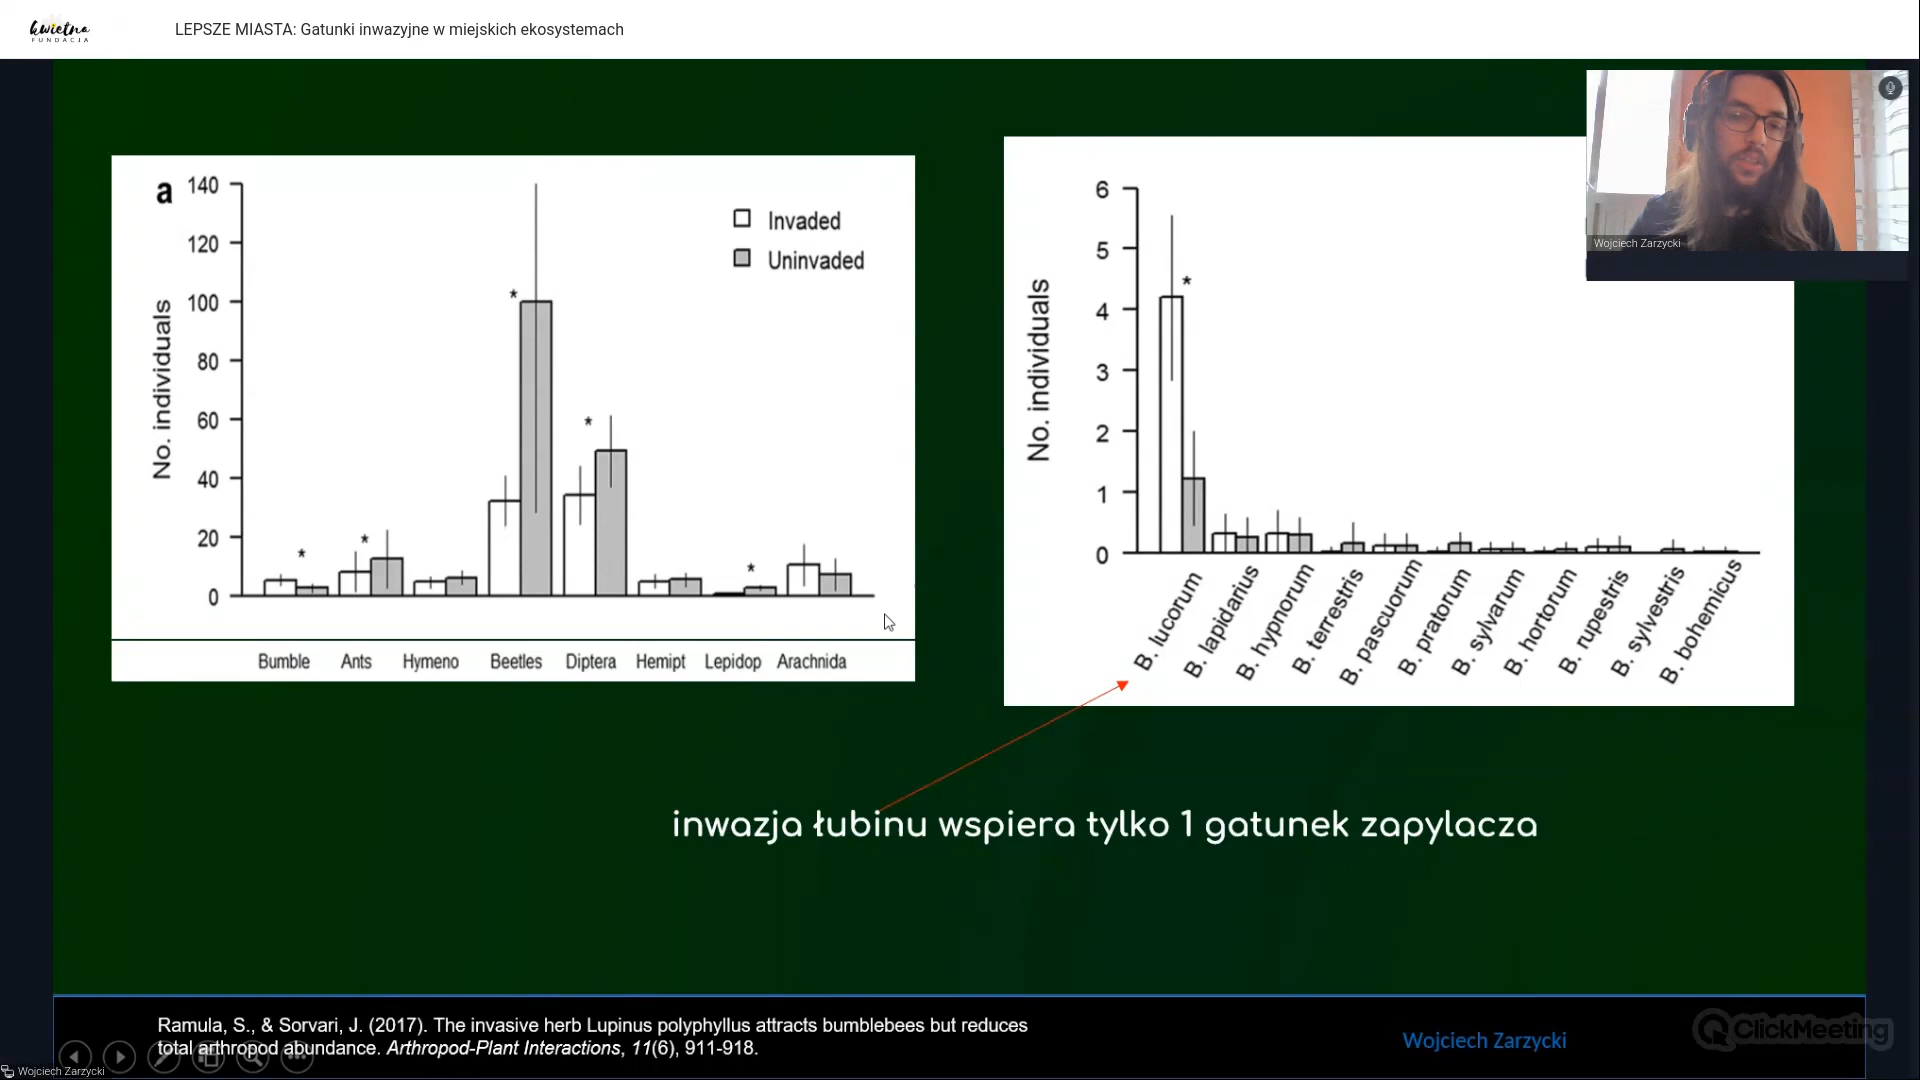 kwietna
FUNDACJA
LEPSZE MIASTA: Gatunki inwazyjne w miejskich ekosystemach
a
140
120
100
80
60
40
20
0
No. individuals
Invaded
Uninvaded
*
*
*
*
*
Bumble Ants Hymeno Beetles Diptera Hemipt Lepidop Arachnida
6
5
4
3
2
1
0
No. individuals
*
B. lucorum
B. lapidarius
B. hypnorum
B. terrestris
B. pascuorum
B. pratorum
B. sylvarum
B. hortorum
B. rupestris
B. sylvestris
B. bohemicus
Wojciech Zarzycki
inwazja łubinu wspiera tylko 1 gatunek zapylacza
Ramula, S., & Sorvari, J. (2017). The invasive herb Lupinus polyphyllus attracts bumblebees but reduces
total arthropod abundance. Arthropod-Plant Interactions, 11(6), 911-918.
Wojciech Zarzycki
ClickMeeting
Wojciech Zarzycki